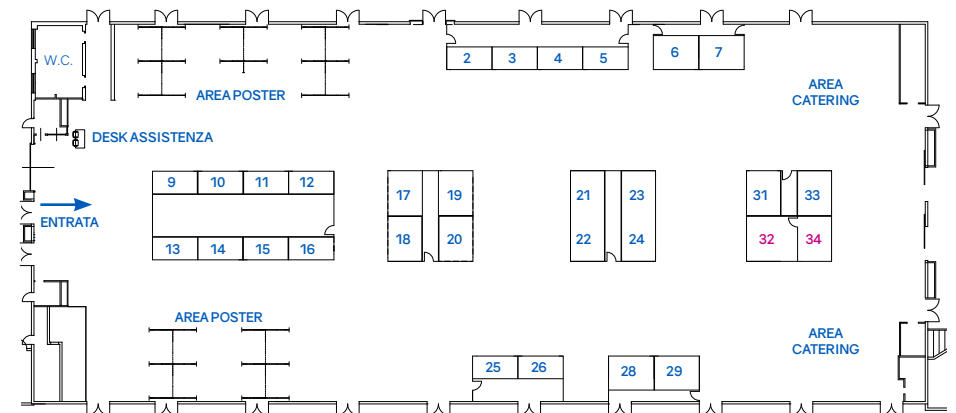 W.C.
2 3 4 5
6 7
AREA POSTER
AREA
CATERING
DESK ASSISTENZA
9 10 11 12
17 19
21 23
31 33
ENTRATA
13 14 15 16
18 20
22 24
32 34
AREA POSTER
AREA
CATERING
25 26
28 29